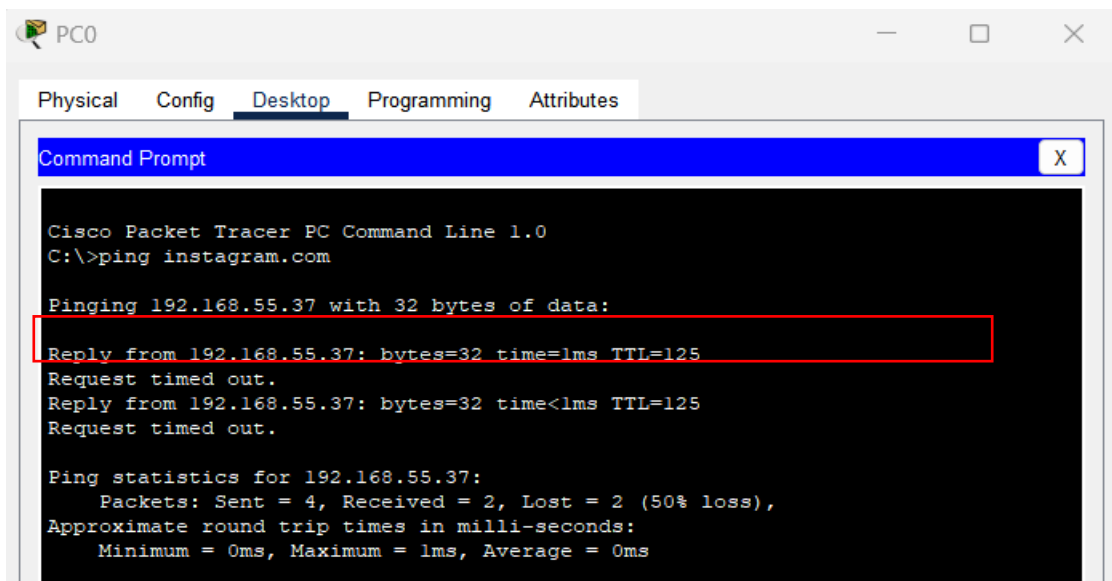 PC0
Physical Config Desktop Programming Attributes
Command Prompt X
Cisco Packet Tracer PC Command Line 1.0
C:\>ping instagram.com
Pinging 192.168.55.37 with 32 bytes of data:
Reply from 192.168.55.37: bytes=32 time=1ms TTL=125
Request timed out.
Reply from 192.168.55.37: bytes=32 time<1ms TTL=125
Request timed out.
Ping statistics for 192.168.55.37:
Packets: Sent = 4, Received = 2, Lost = 2 (50% loss),
Approximate round trip times in milli-seconds:
Minimum = 0ms, Maximum = 1ms, Average = 0ms